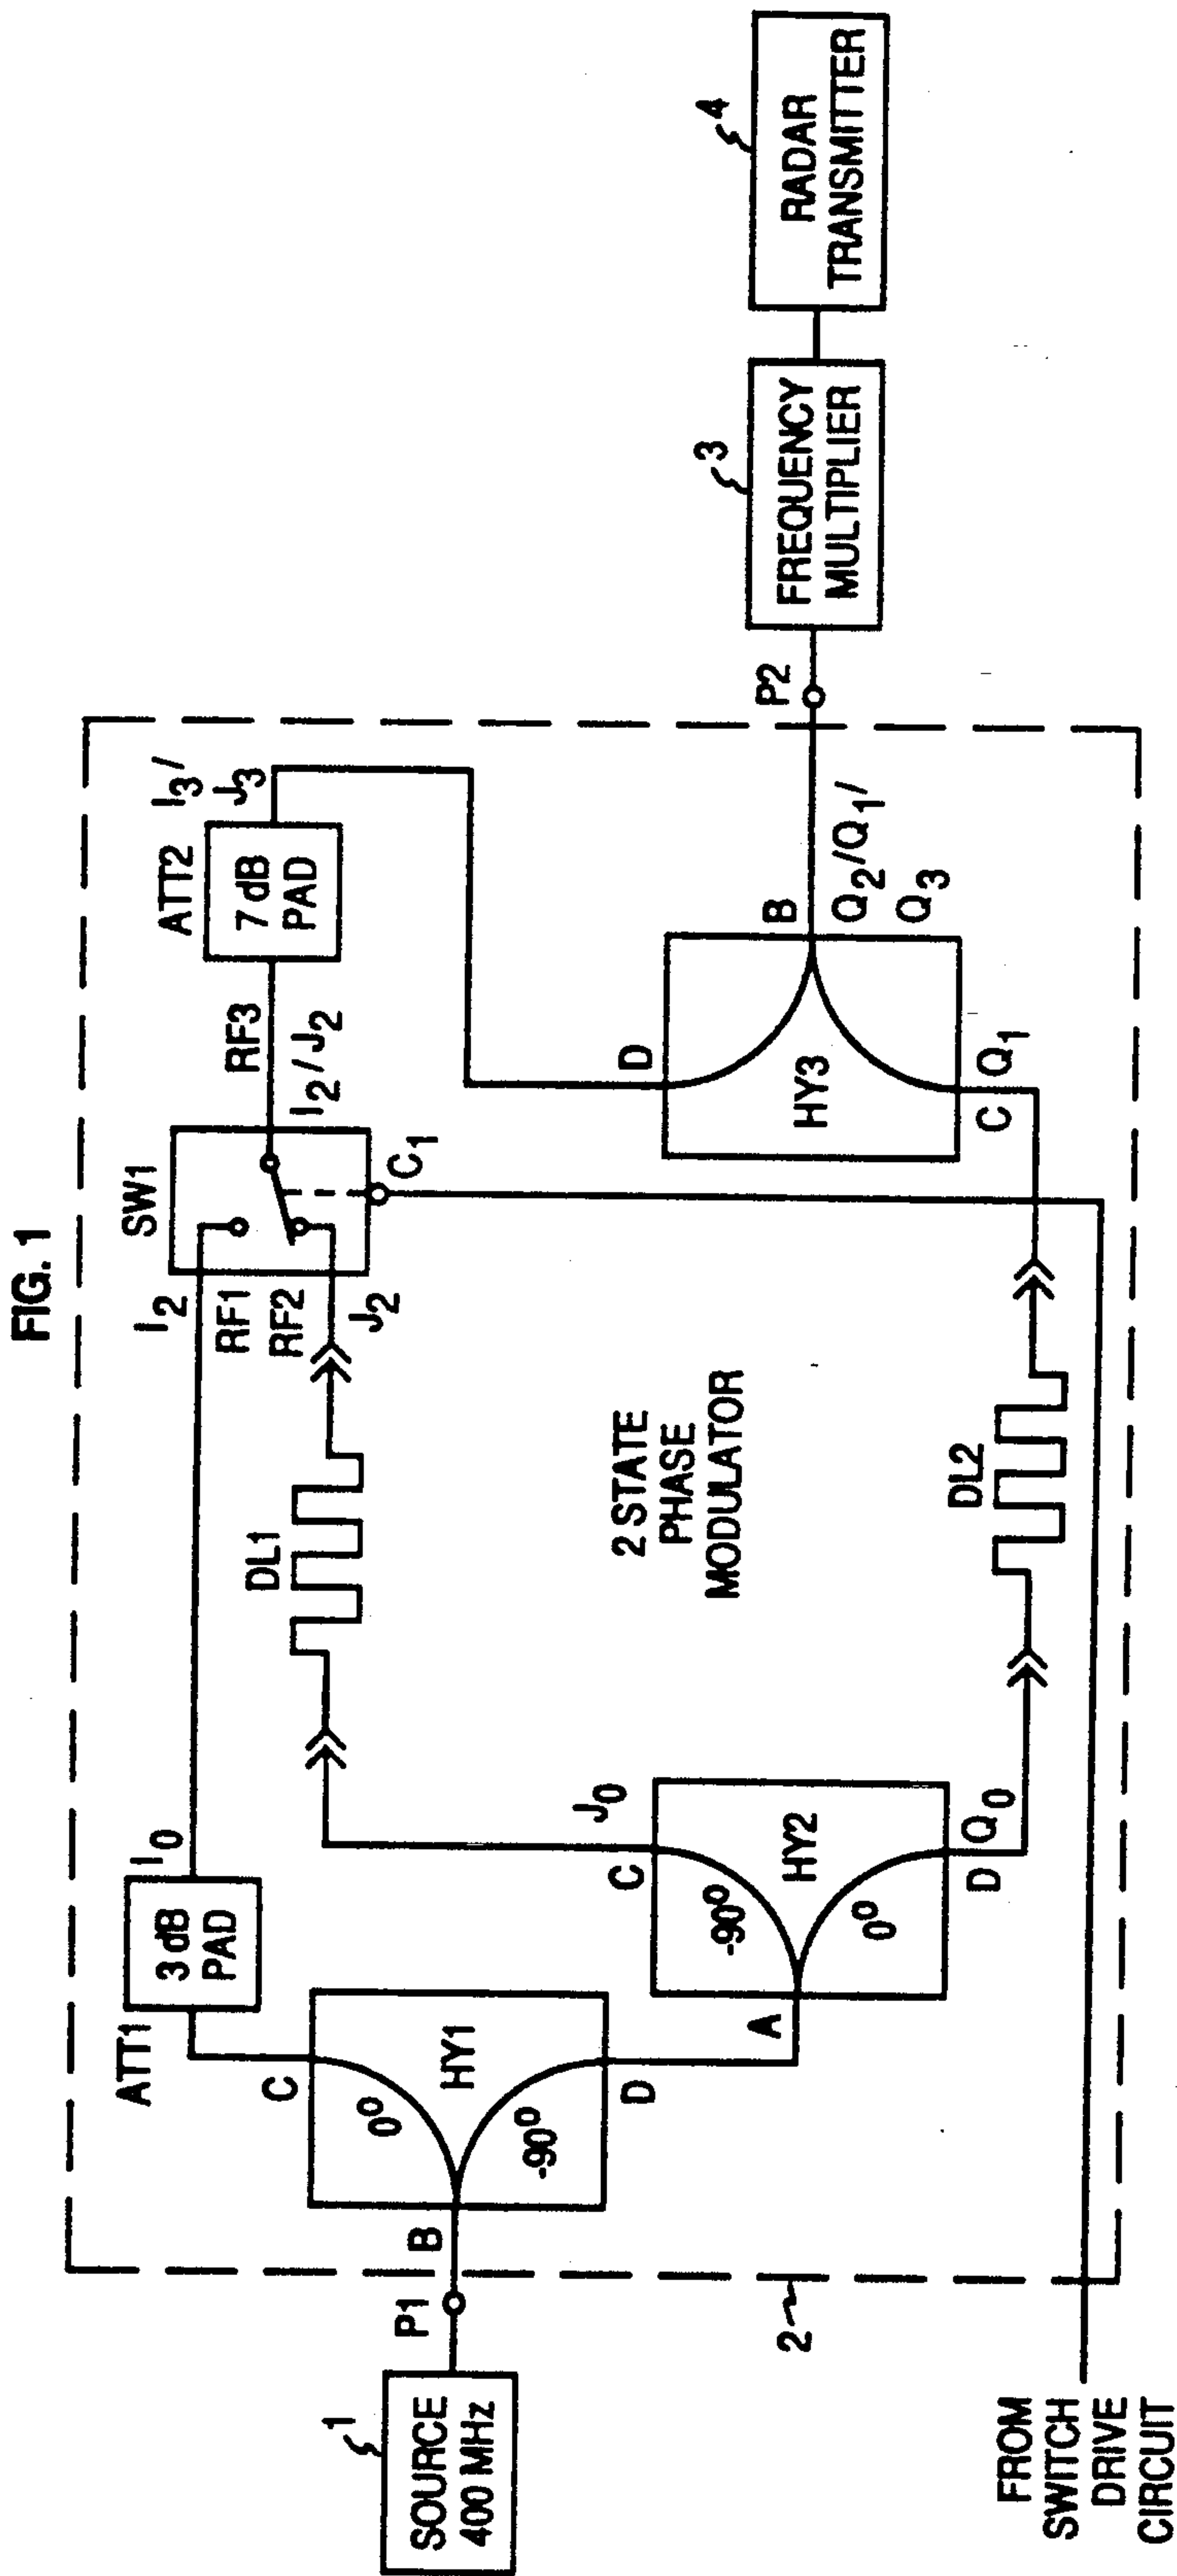 FIG. 1
1
SOURCE
400 MHz
P1
B
2
HY1
0°
-90°
C
D
ATT1
3 dB
PAD
I0
A
HY2
-90°
0°
C
J0
D
Q0
DL1
2 STATE
PHASE
MODULATOR
DL2
I2
RF1
RF2
J2
SW1
C1
RF3
I2/J2
ATT2
7 dB
PAD
I3/
J3
D
HY3
C
Q1
B
Q2/Q1/
Q3
P2
3
FREQUENCY
MULTIPLIER
4
RADAR
TRANSMITTER
FROM
SWITCH
DRIVE
CIRCUIT